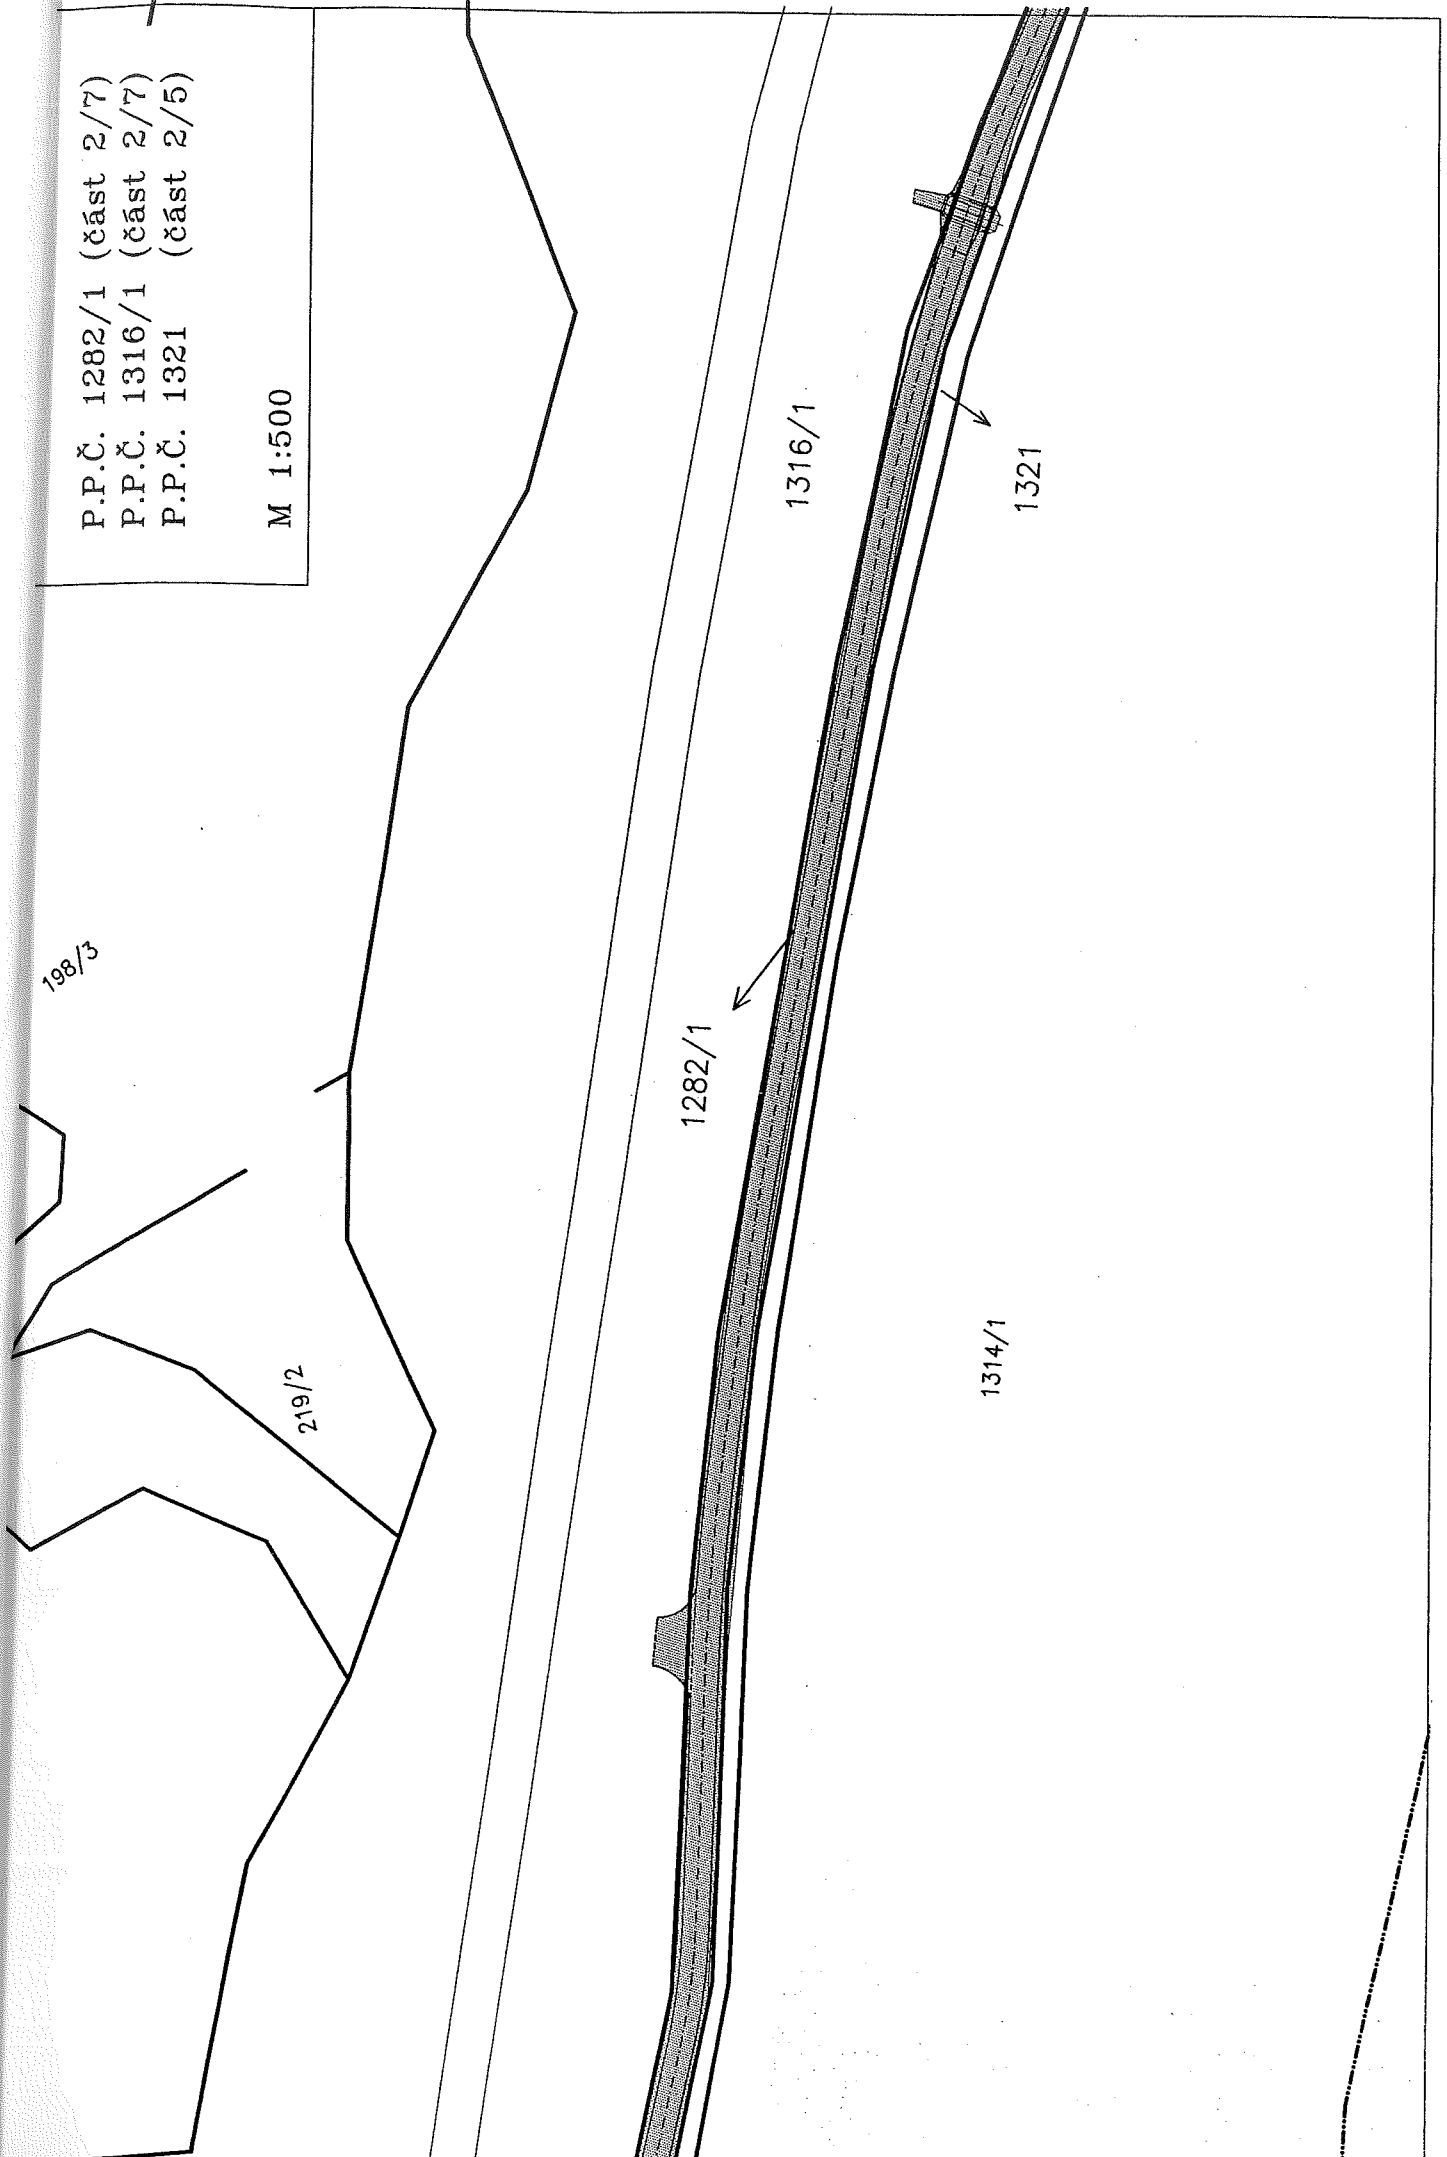 P.P.Č. 1282/1 (část 2/7)
P.P.Č. 1316/1 (část 2/7)
P.P.Č. 1321 (část 2/5)
M 1:500
1316/1
1321
198/3
1282/1
219/2
1314/1